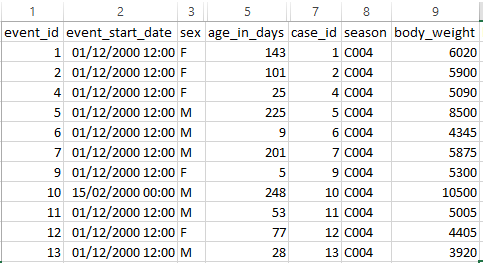 1 2 3 5 7 8 9
event_id event_start_date sex age_in_days case_id season body_weight
1 01/12/2000 12:00 F 143 1 C004 6020
2 01/12/2000 12:00 F 101 2 C004 5900
4 01/12/2000 12:00 F 25 4 C004 5090
5 01/12/2000 12:00 M 225 5 C004 8500
6 01/12/2000 12:00 M 9 6 C004 4345
7 01/12/2000 12:00 M 201 7 C004 5875
9 01/12/2000 12:00 F 5 9 C004 5300
10 15/02/2000 00:00 M 248 10 C004 10500
11 01/12/2000 12:00 M 53 11 C004 5005
12 01/12/2000 12:00 F 77 12 C004 4405
13 01/12/2000 12:00 M 28 13 C004 3920